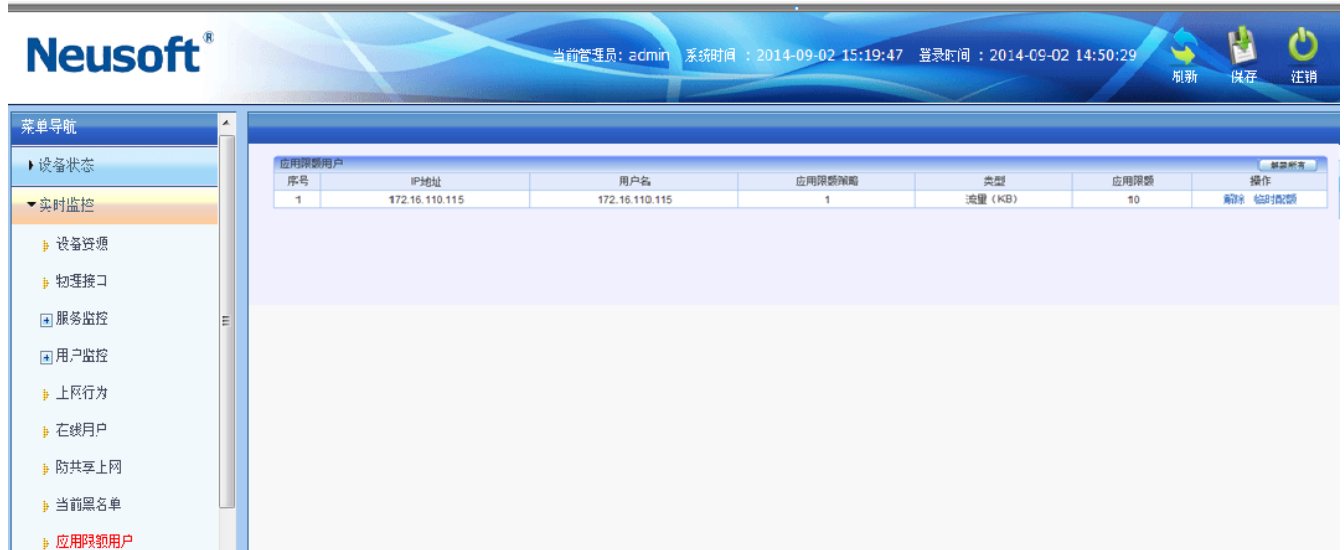 Neusoft®
当前管理员: admin 系统时间 : 2014-09-02 15:19:47 登录时间 : 2014-09-02 14:50:29
刷新 保存 注销
菜单导航
设备状态
实时监控
设备资源
物理接口
服务监控
用户监控
上网行为
在线用户
防共享上网
当前黑名单
应用限额用户
应用限额用户 解除所有
序号 IP地址 用户名 应用限额策略 类型 应用限额 操作
1 172.16.110.115 172.16.110.115 1 流量 (KB) 10 解除 临时配额